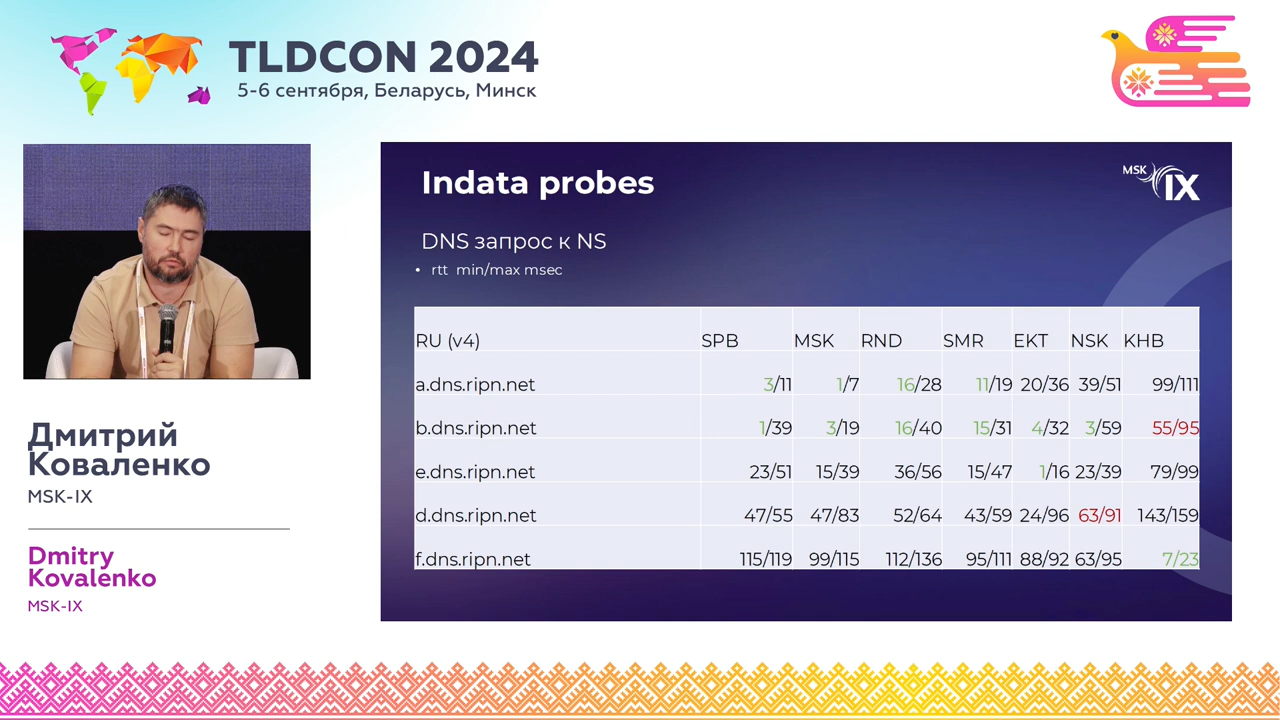 TLDCON 2024
5-6 сентября, Беларусь, Минск
Indata probes
MSK IX
DNS запрос к NS
• rtt min/max msec
RU (v4) SPB MSK RND SMR EKT NSK KHB
a.dns.ripn.net 3/11 1/7 16/28 11/19 20/36 39/51 99/111
b.dns.ripn.net 1/39 3/19 16/40 15/31 4/32 3/59 55/95
e.dns.ripn.net 23/51 15/39 36/56 15/47 1/16 23/39 79/99
d.dns.ripn.net 47/55 47/83 52/64 43/59 24/96 63/91 143/159
f.dns.ripn.net 115/119 99/115 112/136 95/111 88/92 63/95 7/23
Дмитрий
Коваленко
MSK-IX
Dmitry
Kovalenko
MSK-IX